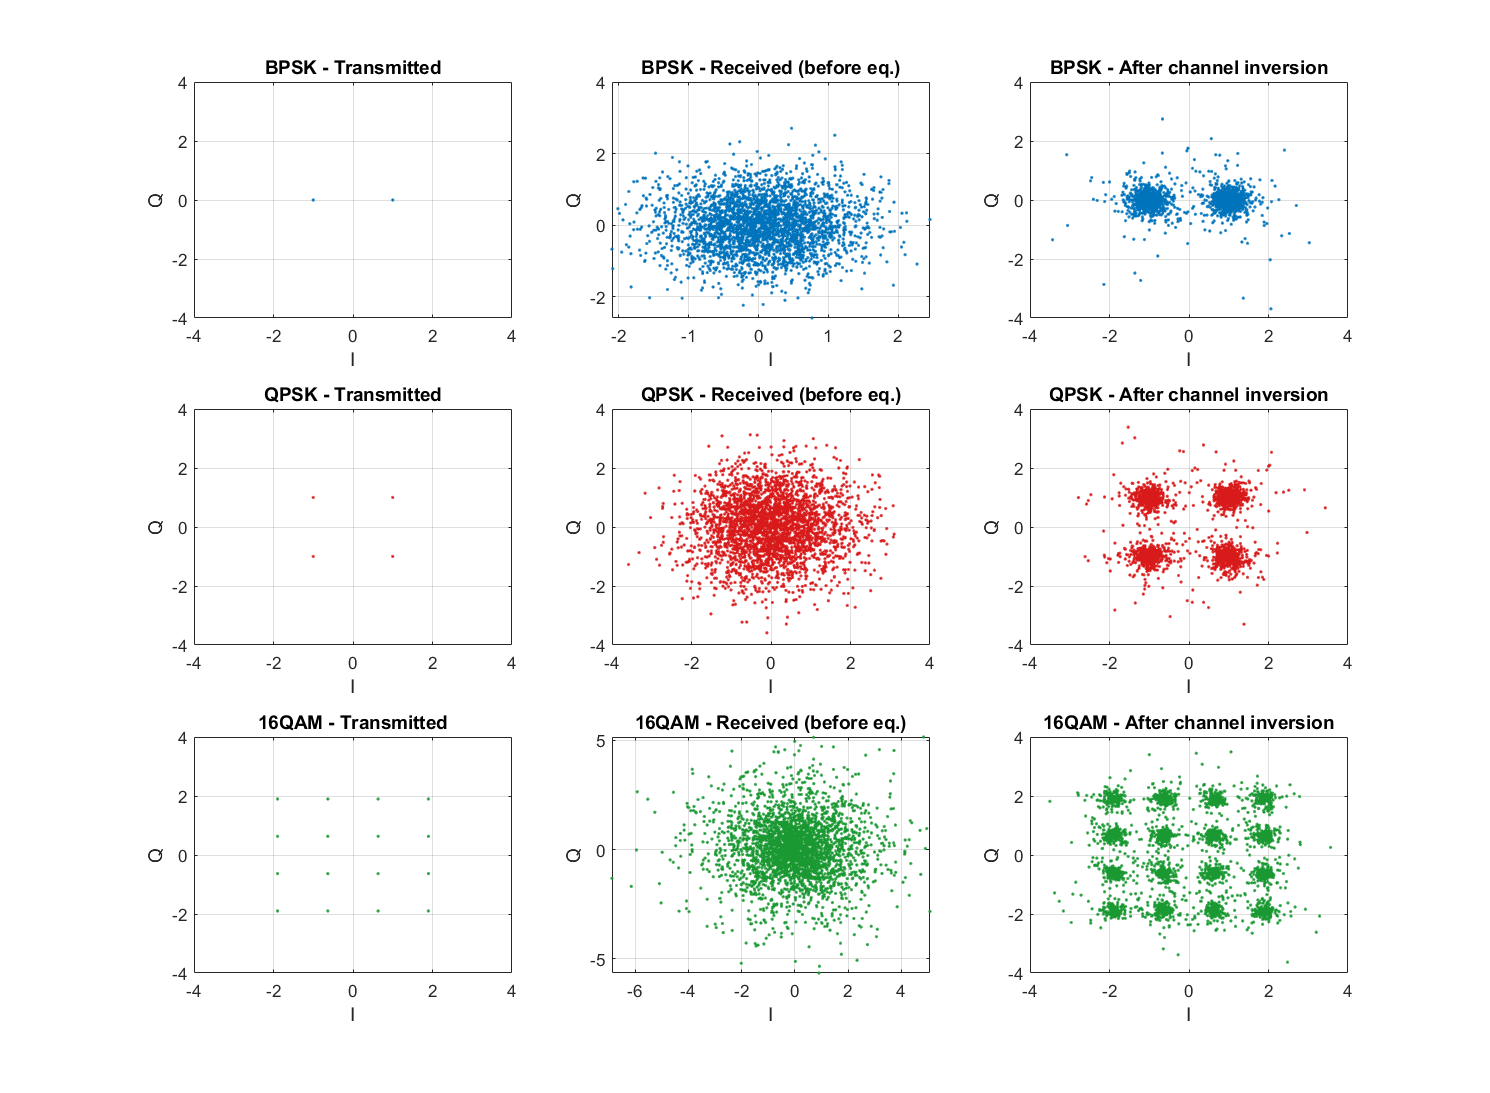 BPSK - Transmitted
4
2
0
-2
-4
Q
-4 -2 0 2 4
I
BPSK - Received (before eq.)
2
0
-2
Q
-2 -1 0 1 2
I
BPSK - After channel inversion
4
2
0
-2
-4
Q
-4 -2 0 2 4
I
QPSK - Transmitted
4
2
0
-2
-4
Q
-4 -2 0 2 4
I
QPSK - Received (before eq.)
4
2
0
-2
-4
Q
-4 -2 0 2 4
I
QPSK - After channel inversion
4
2
0
-2
-4
Q
-4 -2 0 2 4
I
16QAM - Transmitted
4
2
0
-2
-4
Q
-4 -2 0 2 4
I
16QAM - Received (before eq.)
5
0
-5
Q
-6 -4 -2 0 2 4
I
16QAM - After channel inversion
4
2
0
-2
-4
Q
-4 -2 0 2 4
I